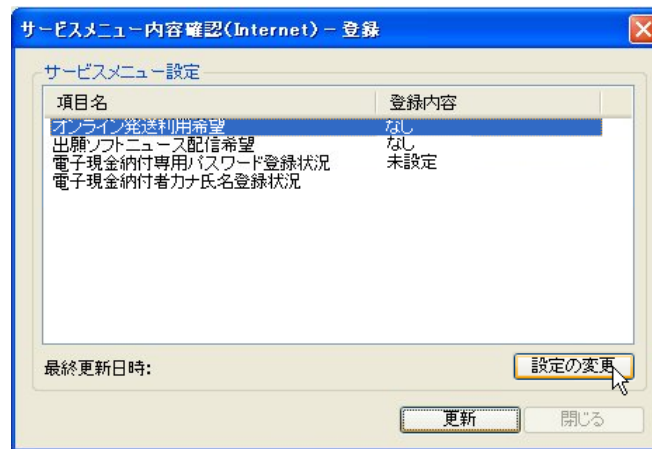 サービスメニュー内容確認(Internet) - 登録
サービスメニュー設定
項目名 登録内容
オンライン発送利用希望 なし
出願ソフトニュース配信希望 なし
電子現金納付専用パスワード登録状況 未設定
電子現金納付者カナ氏名登録状況
最終更新日時: 設定の変更
更新 閉じる